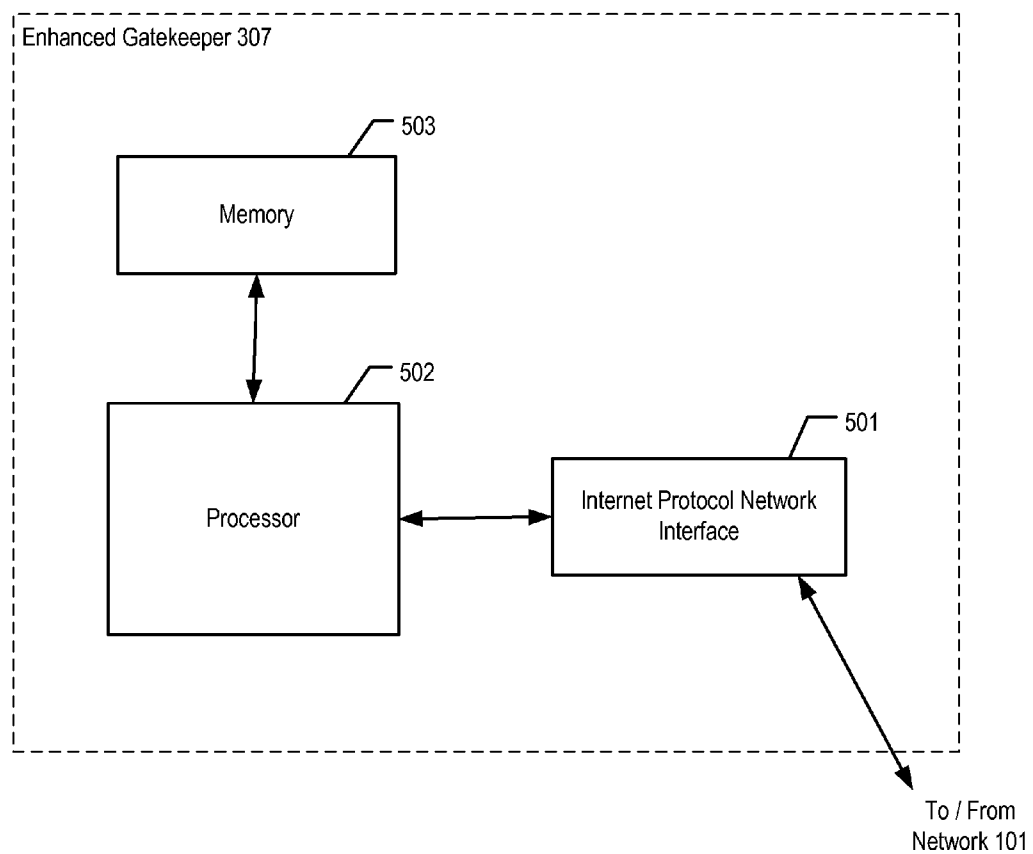 Enhanced Gatekeeper 307
503
Memory
502
Processor
501
Internet Protocol Network
Interface
To / From
Network 101